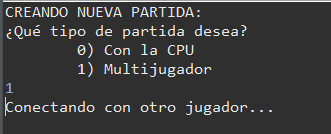 CREANDO NUEVA PARTIDA:
¿Qué tipo de partida desea?
0) Con la CPU
1) Multijugador
1
Conectando con otro jugador...